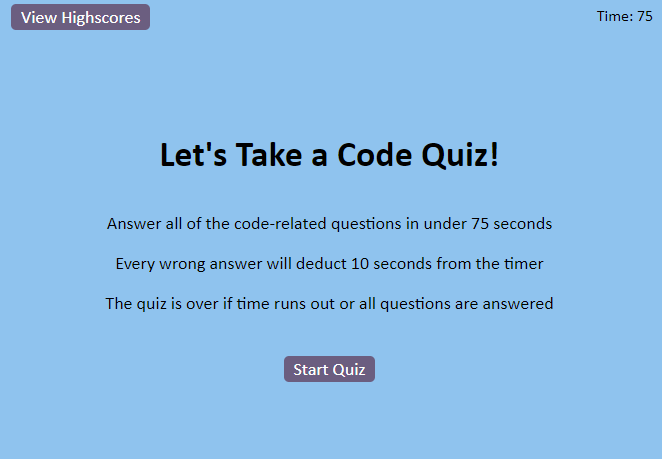 View Highscores
Time: 75
Let's Take a Code Quiz!
Answer all of the code-related questions in under 75 seconds
Every wrong answer will deduct 10 seconds from the timer
The quiz is over if time runs out or all questions are answered
Start Quiz